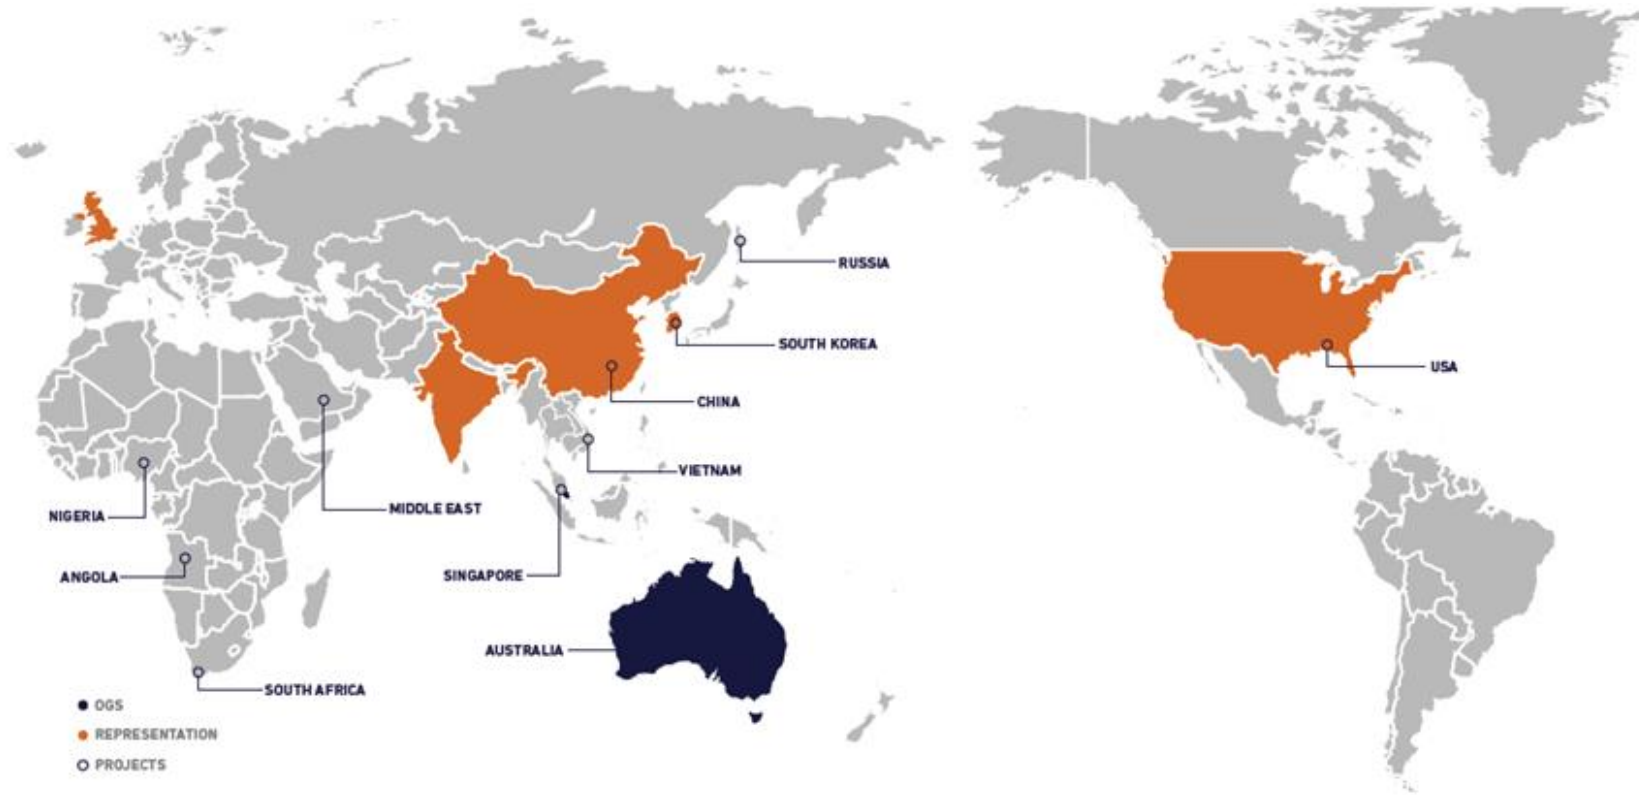 RUSSIA
SOUTH KOREA
USA
CHINA
VIETNAM
MIDDLE EAST
NIGERIA
SINGAPORE
ANGOLA
AUSTRALIA
SOUTH AFRICA
OGS
REPRESENTATION
PROJECTS